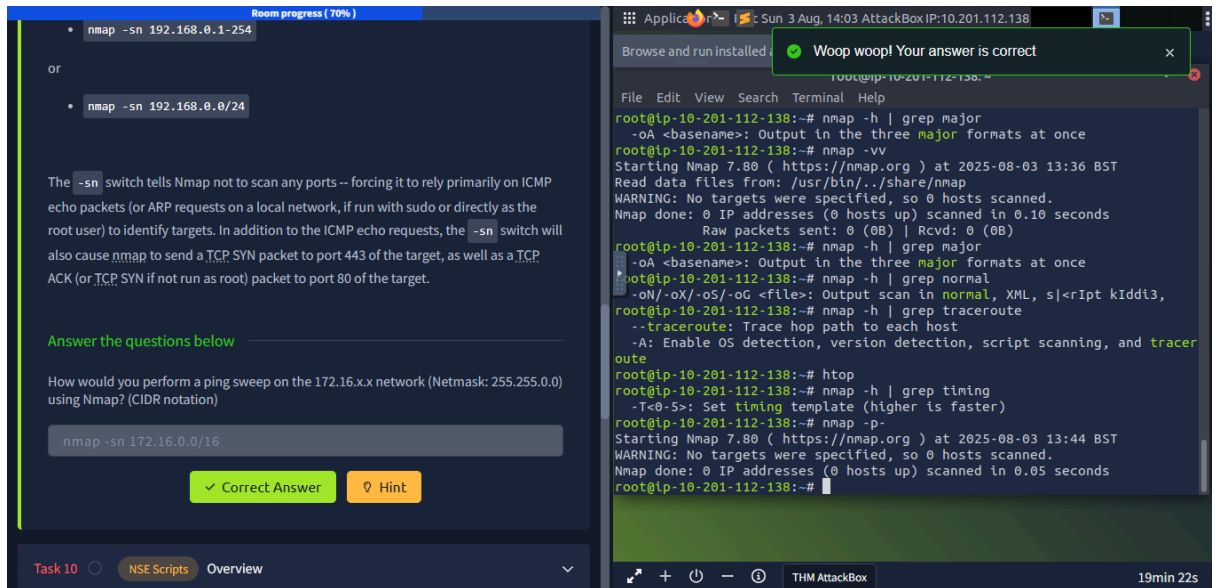 Room progress ( 70% )
nmap -sn 192.168.0.1-254
or
nmap -sn 192.168.0.0/24
The -sn switch tells Nmap not to scan any ports -- forcing it to rely primarily on ICMP
echo packets (or ARP requests on a local network, if run with sudo or directly as the
root user) to identify targets. In addition to the ICMP echo requests, the -sn switch will
also cause nmap to send a TCP SYN packet to port 443 of the target, as well as a TCP
ACK (or TCP SYN if not run as root) packet to port 80 of the target.
Answer the questions below
How would you perform a ping sweep on the 172.16.x.x network (Netmask: 255.255.0.0)
using Nmap? (CIDR notation)
nmap -sn 172.16.0.0/16
Correct Answer
Hint
Task 10
NSE Scripts
Overview
Sun 3 Aug, 14:03 AttackBox IP:10.201.112.138
Browse and run installed
Woop woop! Your answer is correct
File Edit View Search Terminal Help
root@ip-10-201-112-138:~# nmap -h | grep major
-oA <basename>: Output in the three major formats at once
root@ip-10-201-112-138:~# nmap -vv
Starting Nmap 7.80 ( https://nmap.org ) at 2025-08-03 13:36 BST
Read data files from: /usr/bin/../share/nmap
WARNING: No targets were specified, so 0 hosts scanned.
Nmap done: 0 IP addresses (0 hosts up) scanned in 0.10 seconds
Raw packets sent: 0 (0B) | Rcvd: 0 (0B)
root@ip-10-201-112-138:~# nmap -h | grep major
-oA <basename>: Output in the three major formats at once
root@ip-10-201-112-138:~# nmap -h | grep normal
-oN/-oX/-oS/-oG <file>: Output scan in normal, XML, s|<rIpt kIddi3,
root@ip-10-201-112-138:~# nmap -h | grep traceroute
--traceroute: Trace hop path to each host
-A: Enable OS detection, version detection, script scanning, and tracer
oute
root@ip-10-201-112-138:~# htop
root@ip-10-201-112-138:~# nmap -h | grep timing
-T<0-5>: Set timing template (higher is faster)
root@ip-10-201-112-138:~# nmap -p-
Starting Nmap 7.80 ( https://nmap.org ) at 2025-08-03 13:44 BST
WARNING: No targets were specified, so 0 hosts scanned.
Nmap done: 0 IP addresses (0 hosts up) scanned in 0.05 seconds
root@ip-10-201-112-138:~#
THM AttackBox
19min 22s